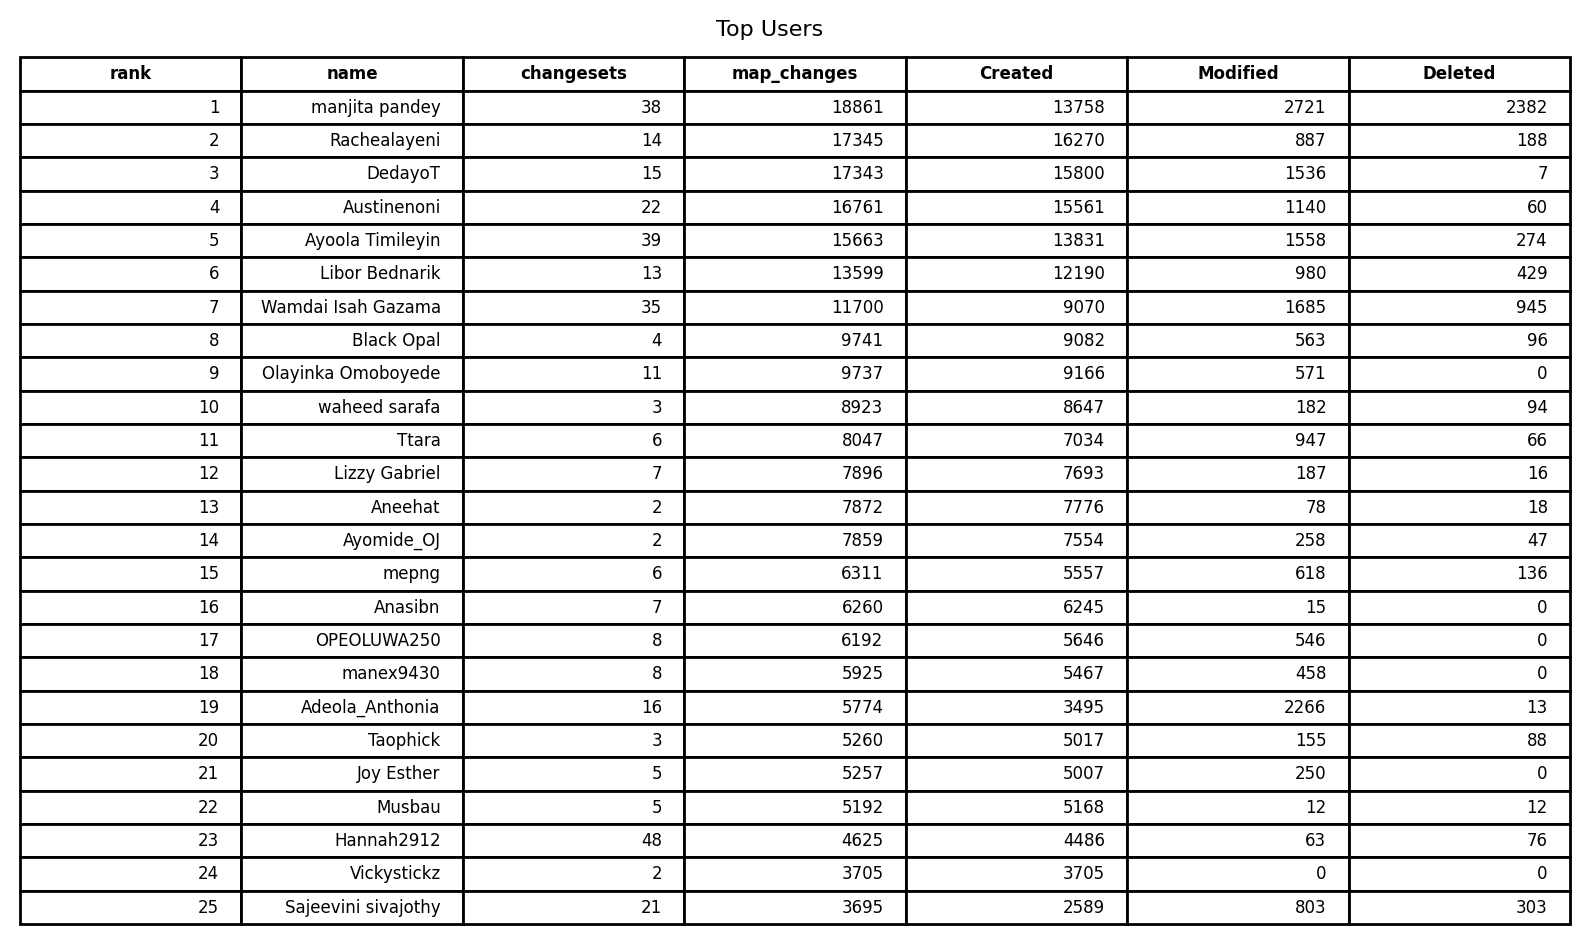 Top Users
rank name changesets map_changes Created Modified Deleted
1 manjita pandey 38 18861 13758 2721 2382
2 Rachealayeni 14 17345 16270 887 188
3 DedayoT 15 17343 15800 1536 7
4 Austinenoni 22 16761 15561 1140 60
5 Ayoola Timileyin 39 15663 13831 1558 274
6 Libor Bednarik 13 13599 12190 980 429
7 Wamdai Isah Gazama 35 11700 9070 1685 945
8 Black Opal 4 9741 9082 563 96
9 Olayinka Omoboyede 11 9737 9166 571 0
10 waheed sarafa 3 8923 8647 182 94
11 Ttara 6 8047 7034 947 66
12 Lizzy Gabriel 7 7896 7693 187 16
13 Aneehat 2 7872 7776 78 18
14 Ayomide_OJ 2 7859 7554 258 47
15 mepng 6 6311 5557 618 136
16 Anasibn 7 6260 6245 15 0
17 OPEOLUWA250 8 6192 5646 546 0
18 manex9430 8 5925 5467 458 0
19 Adeola_Anthonia 16 5774 3495 2266 13
20 Taophick 3 5260 5017 155 88
21 Joy Esther 5 5257 5007 250 0
22 Musbau 5 5192 5168 12 12
23 Hannah2912 48 4625 4486 63 76
24 Vickystickz 2 3705 3705 0 0
25 Sajeevini sivajothy 21 3695 2589 803 303